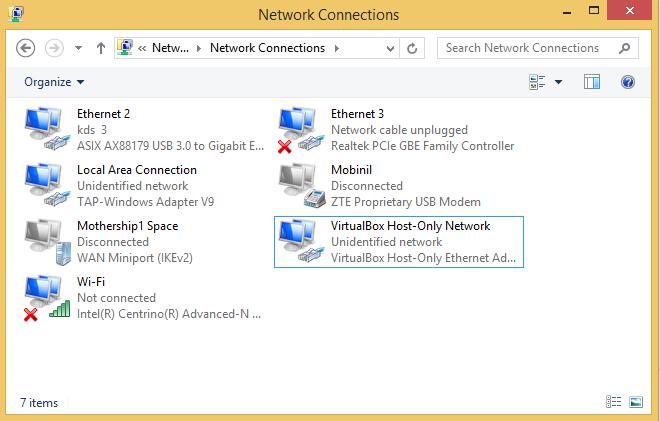 Network Connections
« Netw... Network Connections
Search Network Connections
Organize
Ethernet 2
kds 3
ASIX AX88179 USB 3.0 to Gigabit E...
Ethernet 3
Network cable unplugged
Realtek PCIe GBE Family Controller
Local Area Connection
Unidentified network
TAP-Windows Adapter V9
Mobinil
Disconnected
ZTE Proprietary USB Modem
Mothership1 Space
Disconnected
WAN Miniport (IKEv2)
VirtualBox Host-Only Network
Unidentified network
VirtualBox Host-Only Ethernet Ad...
Wi-Fi
Not connected
Intel(R) Centrino(R) Advanced-N ...
7 items